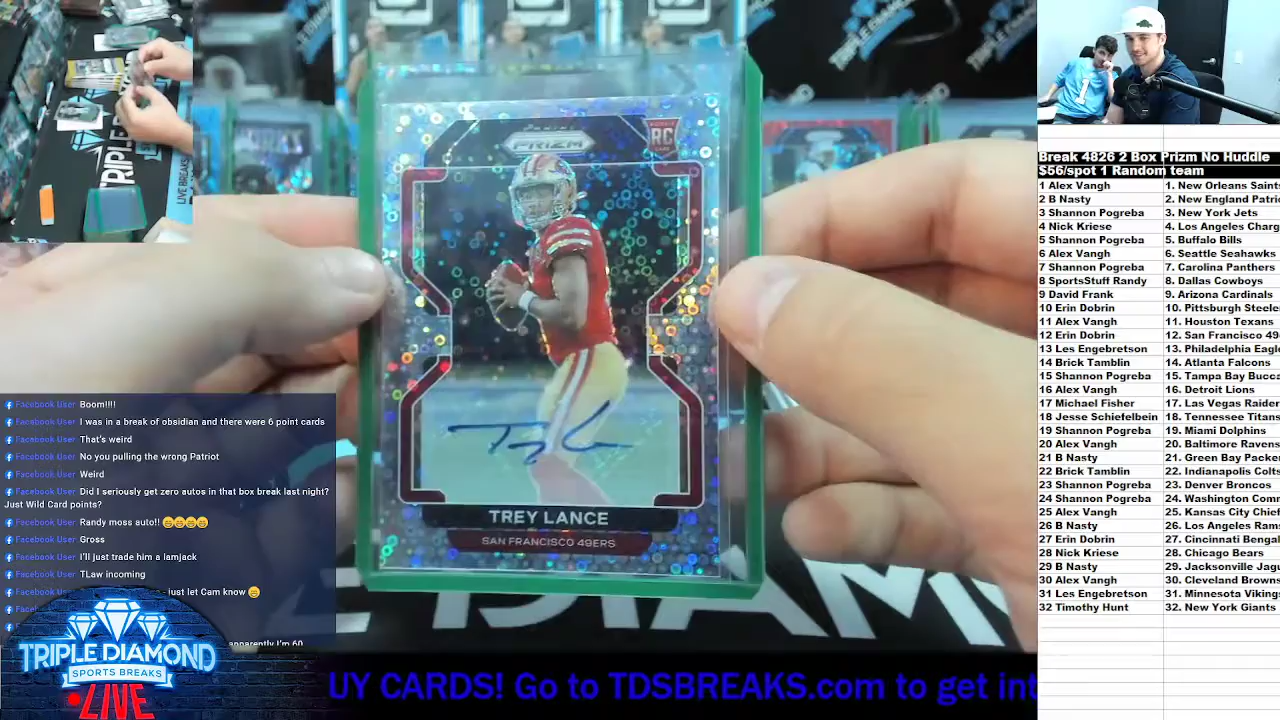 TRIPLE DIAMOND
PANINI
PRIZM
ROOKIE
RC
CARD
TREY LANCE
SAN FRANCISCO 49ERS
TRIPLE
LIVE BREAKS
Facebook User Boom!!!!
Facebook User I was in a break of obsidian and there were 6 point cards
Facebook User That's weird
Facebook User No you pulling the wrong Patriot
Facebook User Weird
Facebook User Did I seriously get zero autos in that box break last night?
Just Wild Card points?
Facebook User Randy moss auto!! 😞😞😞😞
Facebook User Gross
Facebook User I'll just trade him a lamjack
Facebook User TLaw incoming
just let Cam know
apparently I'm 60
TRIPLE DIAMOND
SPORTS BREAKS
LIVE
UY CARDS! Go to TDSBREAKS.com to get int
Break 4826 2 Box Prizm No Huddle
$56/spot 1 Random team
1 Alex Vangh 1. New Orleans Saint
2 B Nasty 2. New England Patri
3 Shannon Pogreba 3. New York Jets
4 Nick Kriese 4. Los Angeles Charg
5 Shannon Pogreba 5. Buffalo Bills
6 Alex Vangh 6. Seattle Seahawks
7 Shannon Pogreba 7. Carolina Panthers
8 SportsStuff Randy 8. Dallas Cowboys
9 David Frank 9. Arizona Cardinals
10 Erin Dobrin 10. Pittsburgh Steele
11 Alex Vangh 11. Houston Texans
12 Erin Dobrin 12. San Francisco 49
13 Les Engebretson 13. Philadelphia Eagl
14 Brick Tamblin 14. Atlanta Falcons
15 Shannon Pogreba 15. Tampa Bay Bucca
16 Alex Vangh 16. Detroit Lions
17 Michael Fisher 17. Las Vegas Raider
18 Jesse Schiefelbein 18. Tennessee Titans
19 Shannon Pogreba 19. Miami Dolphins
20 Alex Vangh 20. Baltimore Ravens
21 B Nasty 21. Green Bay Packe
22 Brick Tamblin 22. Indianapolis Colts
23 Shannon Pogreba 23. Denver Broncos
24 Shannon Pogreba 24. Washington Com
25 Alex Vangh 25. Kansas City Chief
26 B Nasty 26. Los Angeles Ram
27 Erin Dobrin 27. Cincinnati Bengal
28 Nick Kriese 28. Chicago Bears
29 B Nasty 29. Jacksonville Jagu
30 Alex Vangh 30. Cleveland Browns
31 Les Engebretson 31. Minnesota Viking
32 Timothy Hunt 32. New York Giants